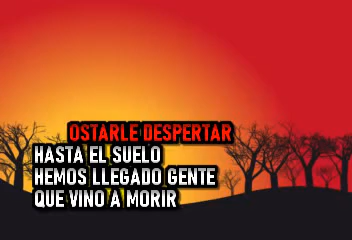 OSTARLE DESPERTAR
HASTA EL SUELO
HEMOS LLEGADO GENTE
QUE VINO A MORIR